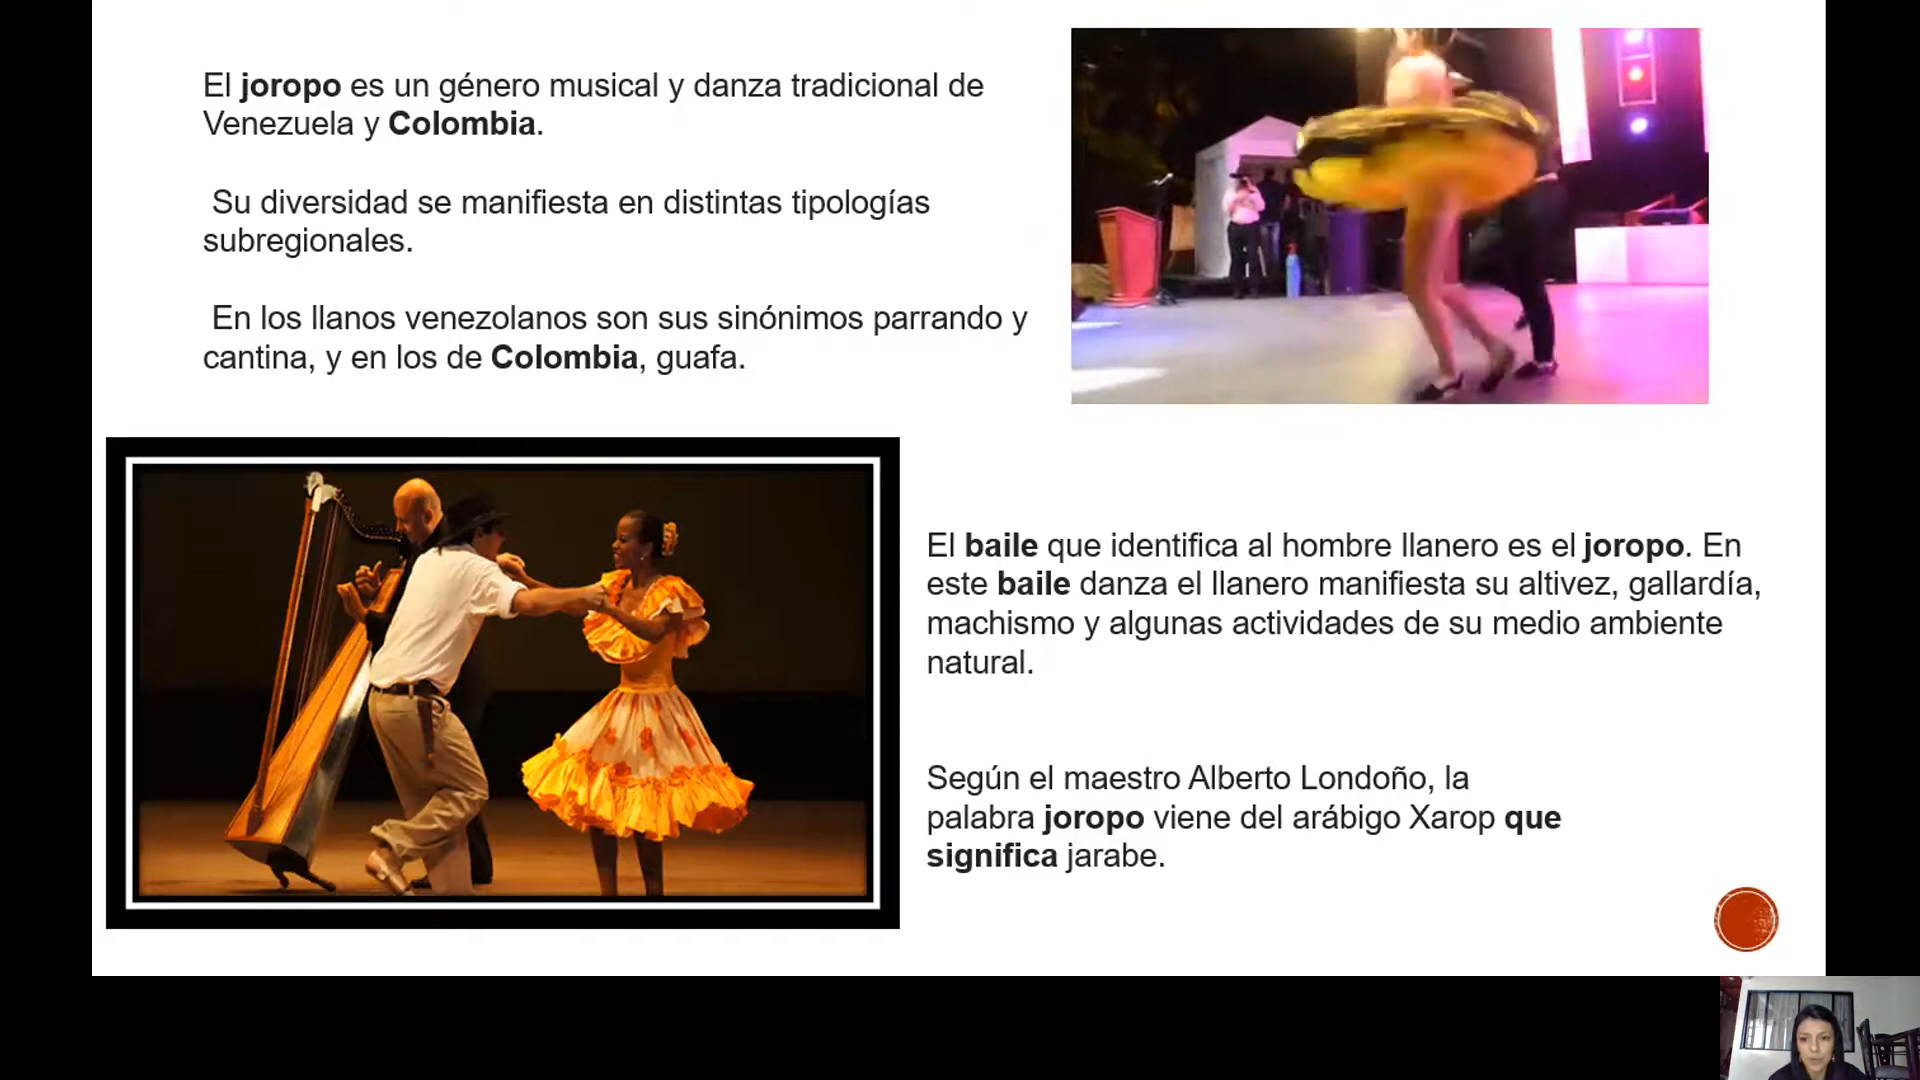 El joropo es un género musical y danza tradicional de
Venezuela y Colombia.
Su diversidad se manifiesta en distintas tipologías
subregionales.
En los llanos venezolanos son sus sinónimos parrando y
cantina, y en los de Colombia, guafa.
El baile que identifica al hombre llanero es el joropo. En
este baile danza el llanero manifiesta su altivez, gallardía,
machismo y algunas actividades de su medio ambiente
natural.
Según el maestro Alberto Londoño, la
palabra joropo viene del arábigo Xarop que
significa jarabe.